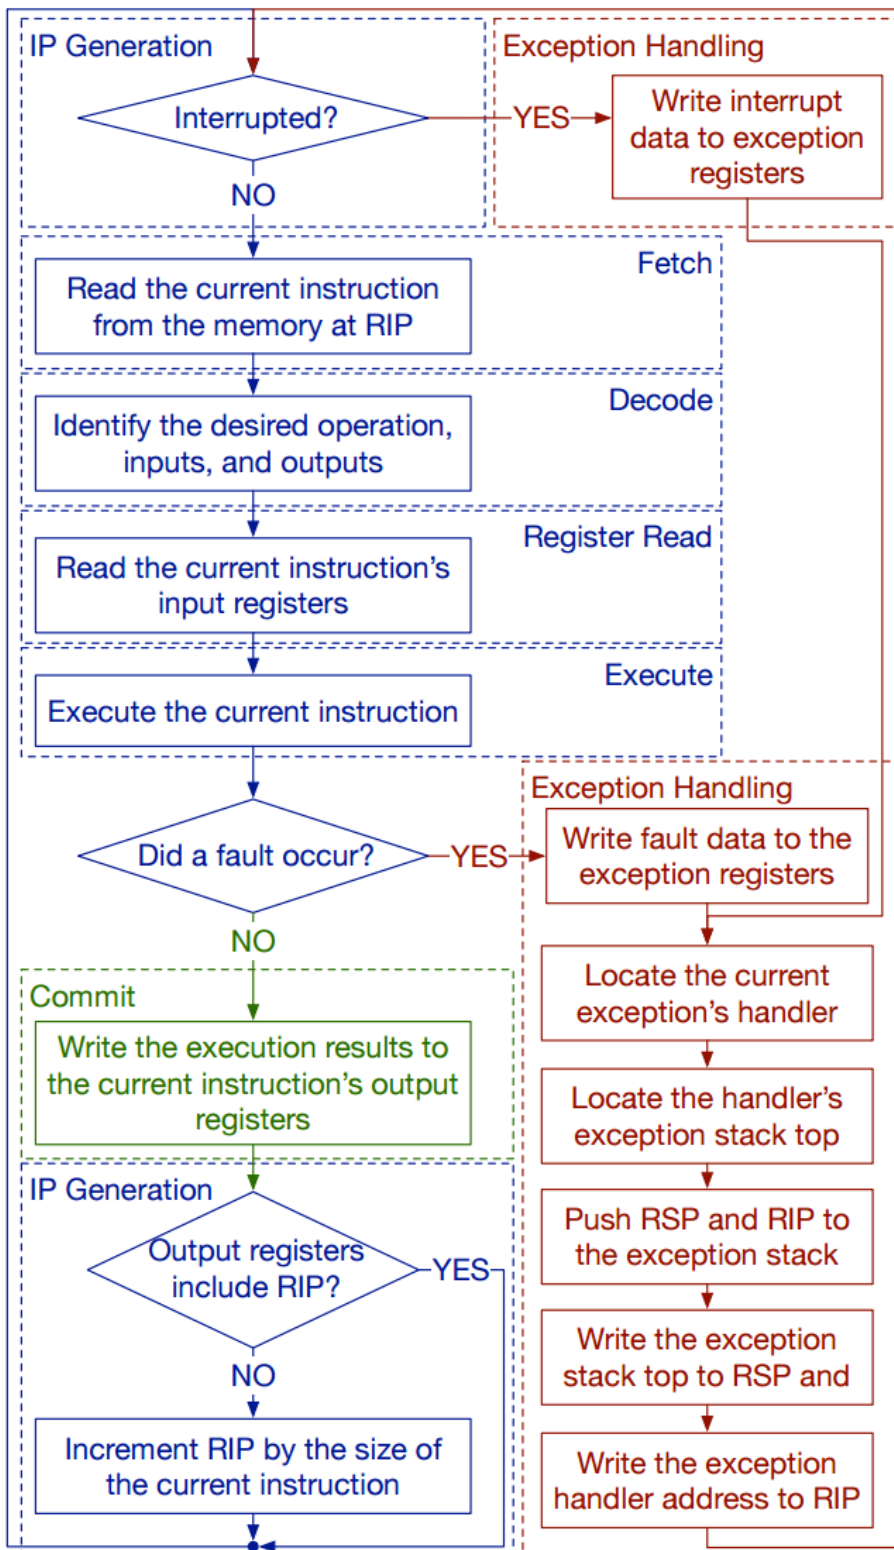 IP Generation
Exception Handling
Interrupted?
YES
Write interrupt
data to exception
registers
NO
Fetch
Read the current instruction
from the memory at RIP
Decode
Identify the desired operation,
inputs, and outputs
Register Read
Read the current instruction's
input registers
Execute
Execute the current instruction
Exception Handling
Did a fault occur?
YES
Write fault data to the
exception registers
NO
Locate the current
exception's handler
Commit
Write the execution results to
the current instruction's output
registers
Locate the handler's
exception stack top
IP Generation
Push RSP and RIP to
the exception stack
Output registers
include RIP?
YES
Write the exception
stack top to RSP and
NO
Increment RIP by the size of
the current instruction
Write the exception
handler address to RIP